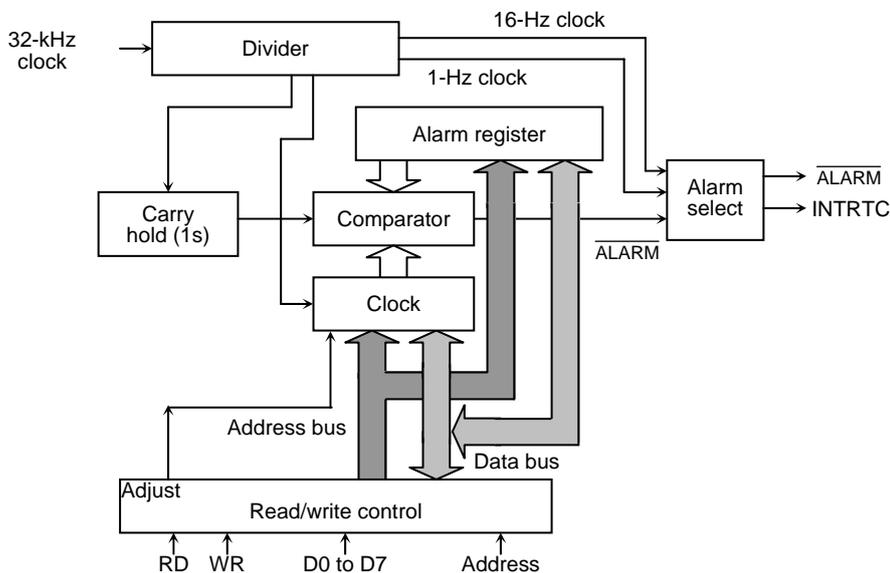 16-Hz clock
32-kHz
clock
Divider
1-Hz clock
Alarm register
Carry
hold (1s)
Comparator
Alarm
select
ALARM
INTRTC
ALARM
Clock
Address bus
Data bus
Adjust
Read/write control
RD
WR
D0 to D7
Address